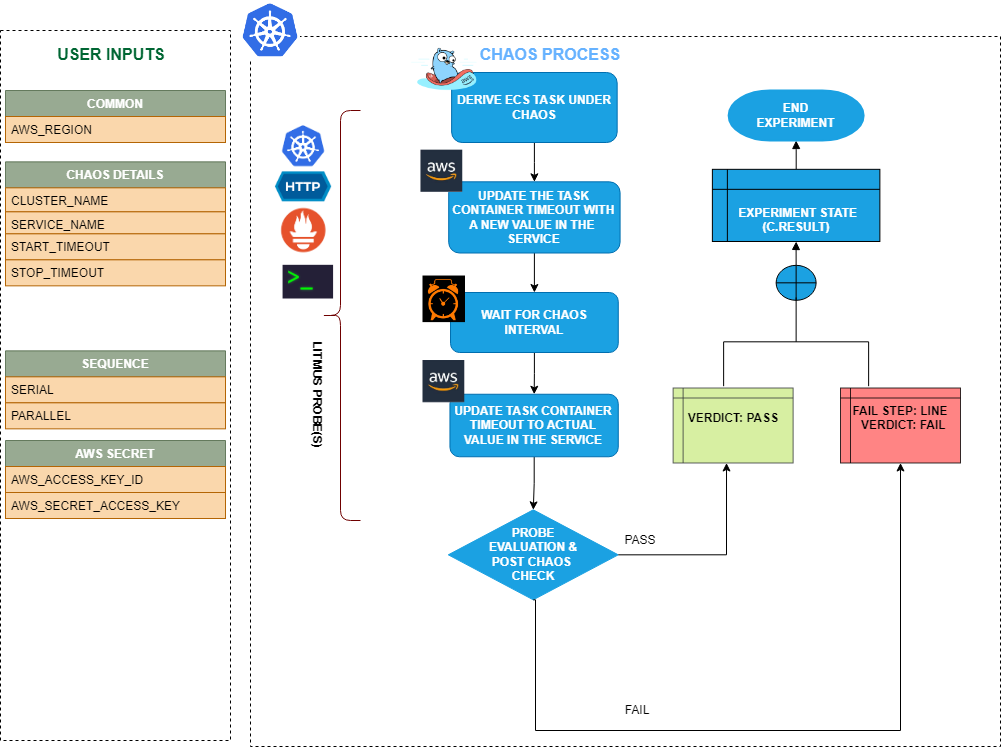 USER INPUTS
COMMON
AWS_REGION
CHAOS DETAILS
CLUSTER_NAME
SERVICE_NAME
START_TIMEOUT
STOP_TIMEOUT
SEQUENCE
SERIAL
PARALLEL
AWS SECRET
AWS_ACCESS_KEY_ID
AWS_SECRET_ACCESS_KEY
CHAOS PROCESS
HTTP
>_
LITMUS PROBE(S)
DERIVE ECS TASK UNDER
CHAOS
aws
UPDATE THE TASK
CONTAINER TIMEOUT WITH
A NEW VALUE IN THE
SERVICE
WAIT FOR CHAOS
INTERVAL
aws
UPDATE TASK CONTAINER
TIMEOUT TO ACTUAL
VALUE IN THE SERVICE
PROBE
EVALUATION &
POST CHAOS
CHECK
PASS
FAIL
VERDICT: PASS
FAIL STEP: LINE
VERDICT: FAIL
EXPERIMENT STATE
(C.RESULT)
END
EXPERIMENT